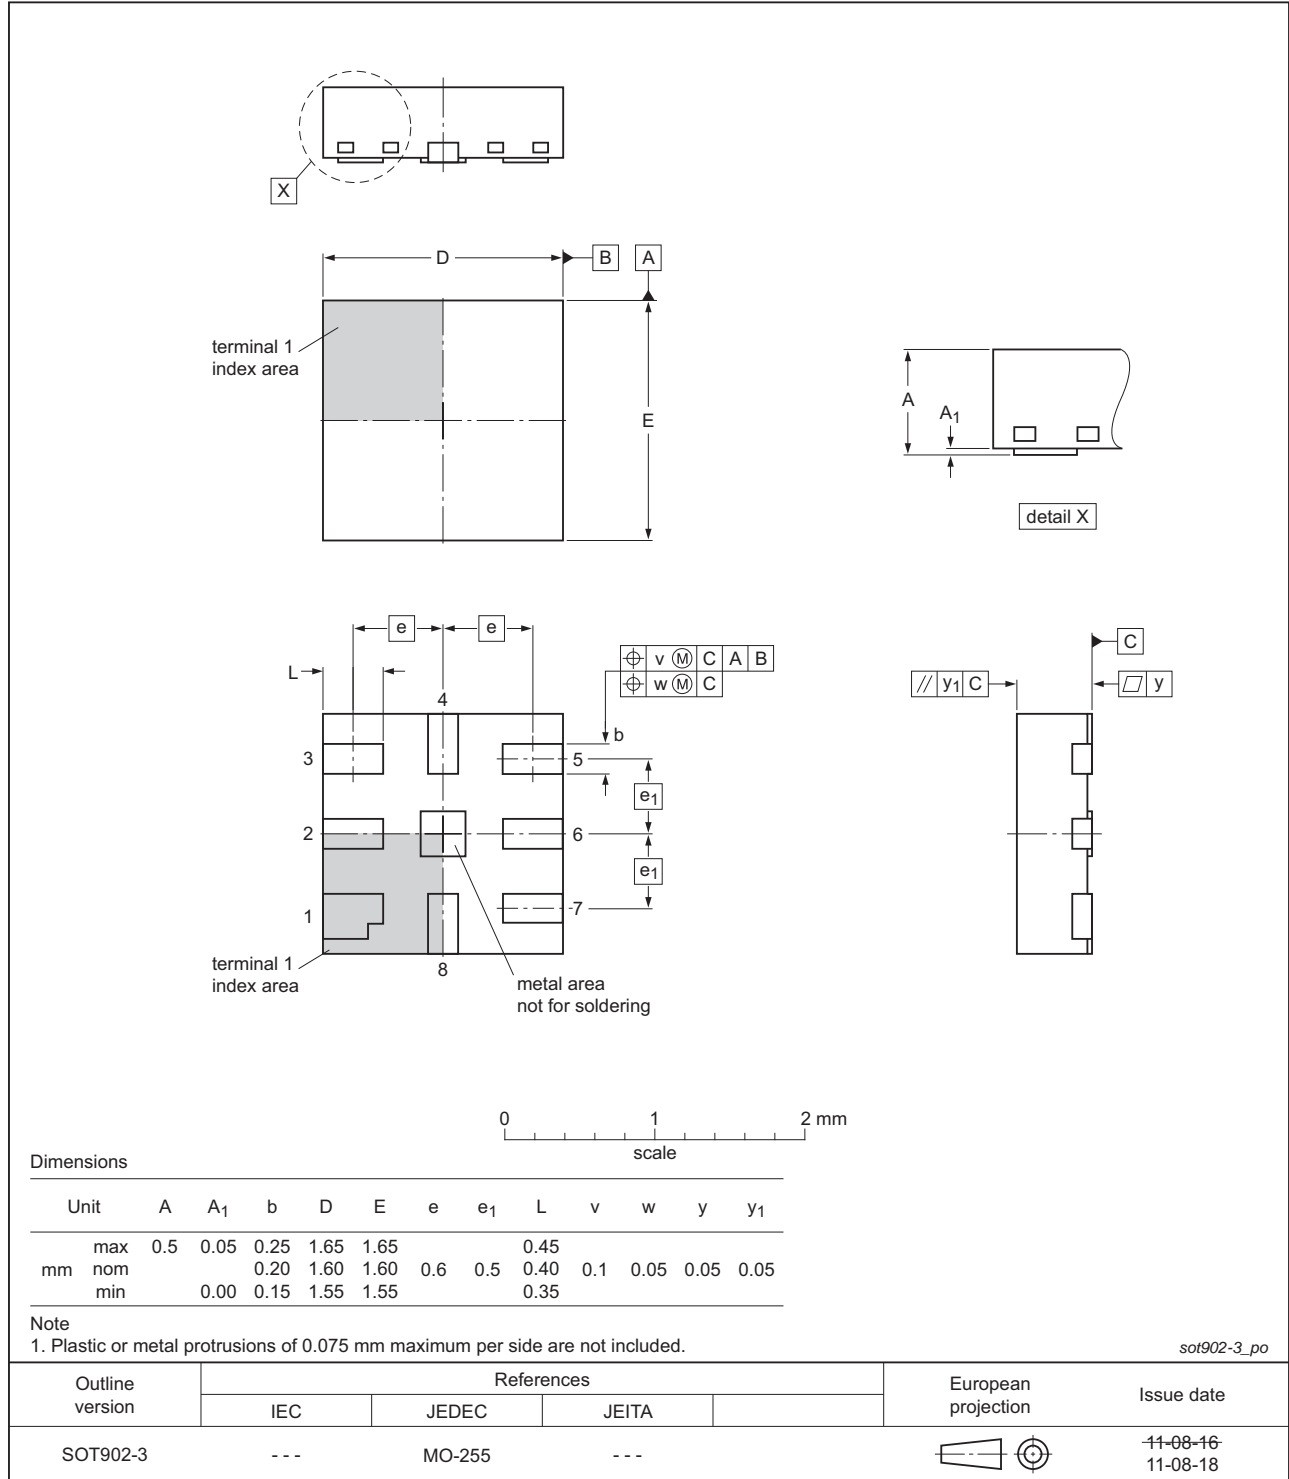 X
D
B
A
terminal 1
index area
E
A
A1
detail X
e
e
L
v M C A B
w M C
4
b
3
5
e1
2
6
e1
1
7
terminal 1
index area
8
metal area
not for soldering
C
// y1 C
y
0 1 2 mm
scale
Dimensions
Unit A A1 b D E e e1 L v w y y1
max 0.5 0.05 0.25 1.65 1.65 0.45
mm nom 0.20 1.60 1.60 0.6 0.5 0.40 0.1 0.05 0.05 0.05
min 0.00 0.15 1.55 1.55 0.35
Note
1. Plastic or metal protrusions of 0.075 mm maximum per side are not included.
sot902-3_po
Outline
version
References
IEC JEDEC JEITA
European
projection
Issue date
SOT902-3 - - - MO-255 - - -
11-08-16
11-08-18